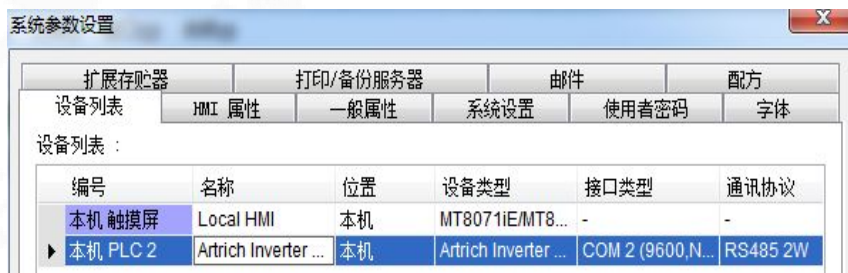 系统参数设置
扩展存贮器 打印/备份服务器 邮件 配方
设备列表 HMI 属性 一般属性 系统设置 使用者密码 字体
设备列表 :
编号 名称 位置 设备类型 接口类型 通讯协议
本机 触摸屏 Local HMI 本机 MT8071iE/MT8... - -
本机 PLC 2 Artrich Inverter ... 本机 Artrich Inverter ... COM 2 (9600,N... RS485 2W